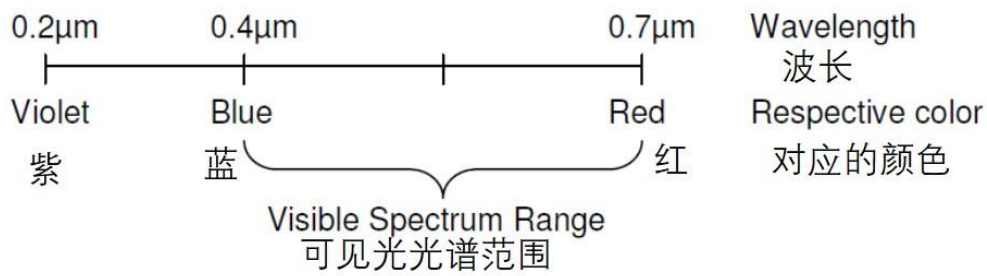 0.2μm 0.4μm 0.7μm Wavelength
波长
Violet Blue Red Respective color
紫 蓝 红 对应的颜色
Visible Spectrum Range
可见光光谱范围